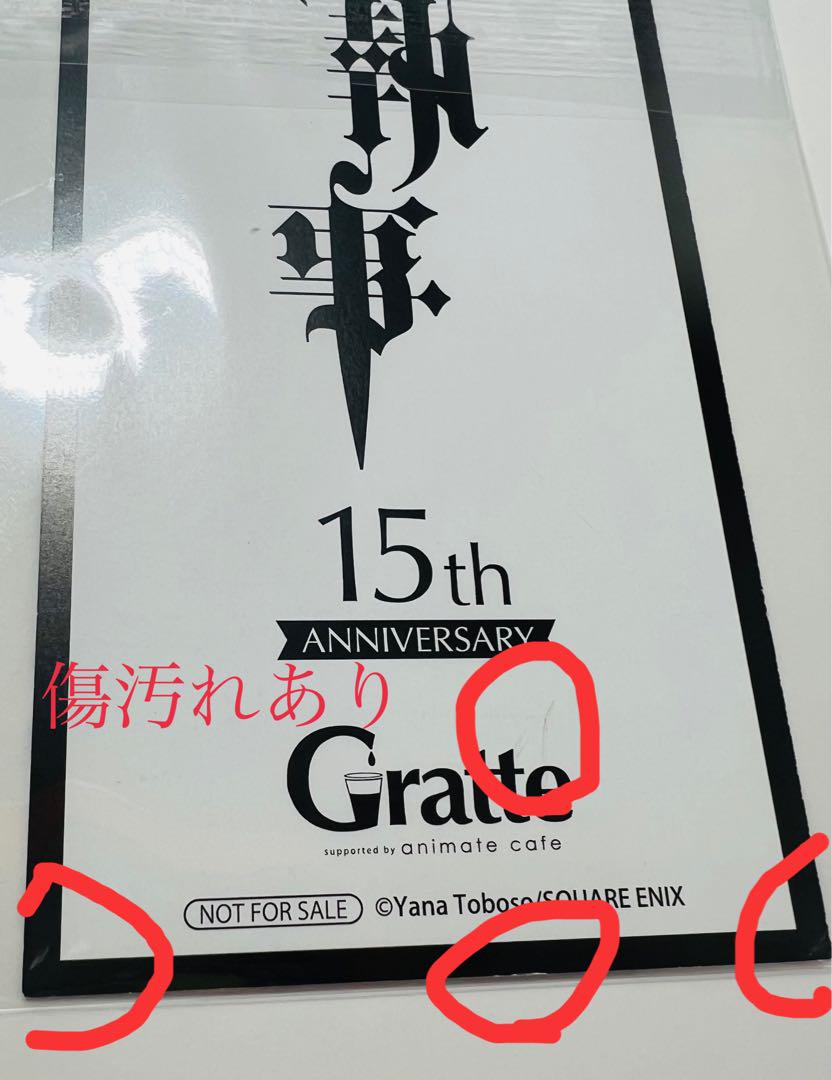 執事
15th
ANNIVERSARY
傷汚れあり
Gratte
supported by animate cafe
NOT FOR SALE ©Yana Toboso/SQUARE ENIX